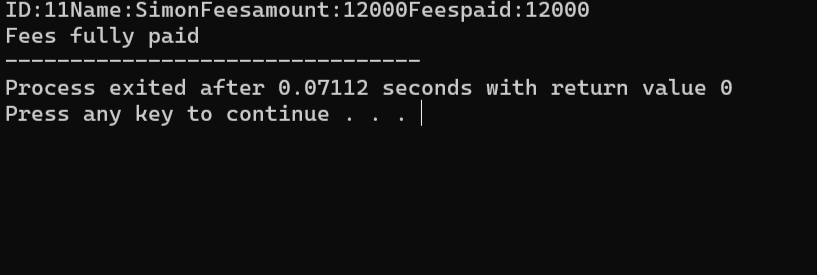 ID:11Name:SimonFeesamount:12000Feespaid:12000
Fees fully paid
--------------------------------
Process exited after 0.07112 seconds with return value 0
Press any key to continue . . .